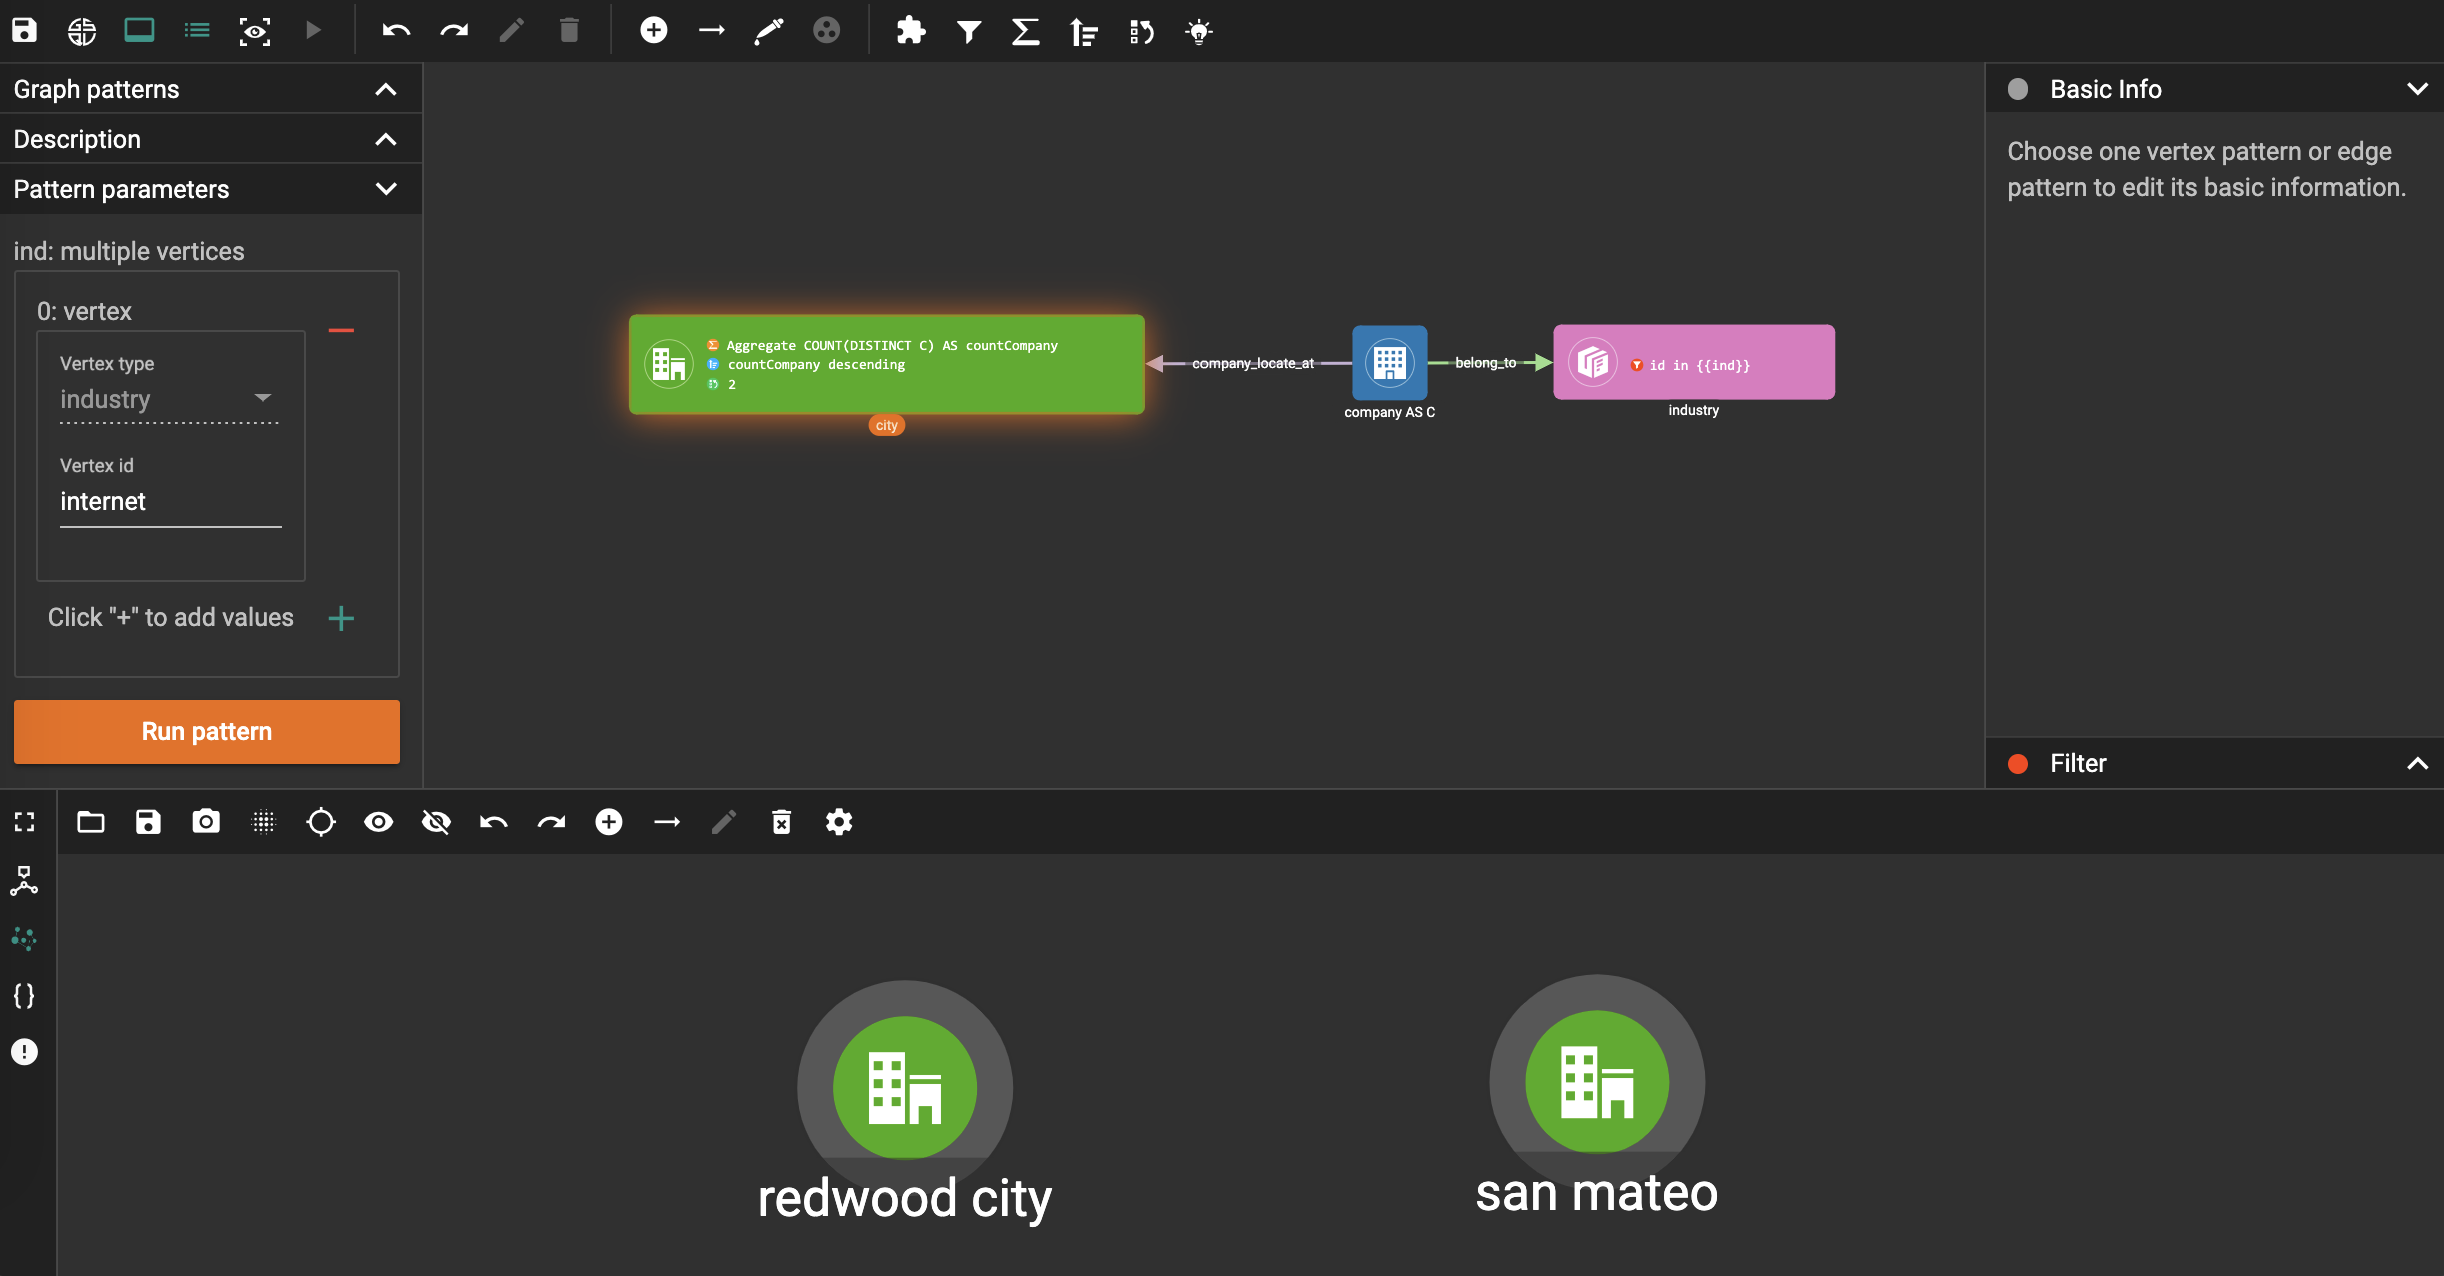 Graph patterns
Description
Pattern parameters
ind: multiple vertices
0: vertex
Vertex type
industry
Vertex id
internet
Click "+" to add values
Run pattern
Aggregate COUNT(DISTINCT C) AS countCompany
countCompany descending
2
city
company_locate_at
company AS C
belong_to
id in {{ind}}
industry
Basic Info
Choose one vertex pattern or edge
pattern to edit its basic information.
Filter
redwood city
san mateo